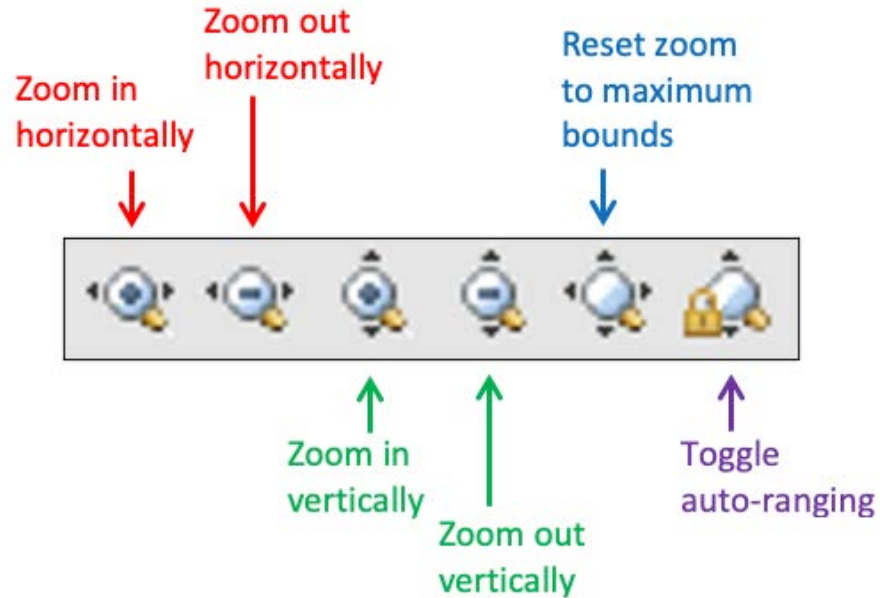 Zoom in
horizontally
Zoom out
horizontally
Reset zoom
to maximum
bounds
Zoom in
vertically
Zoom out
vertically
Toggle
auto-ranging